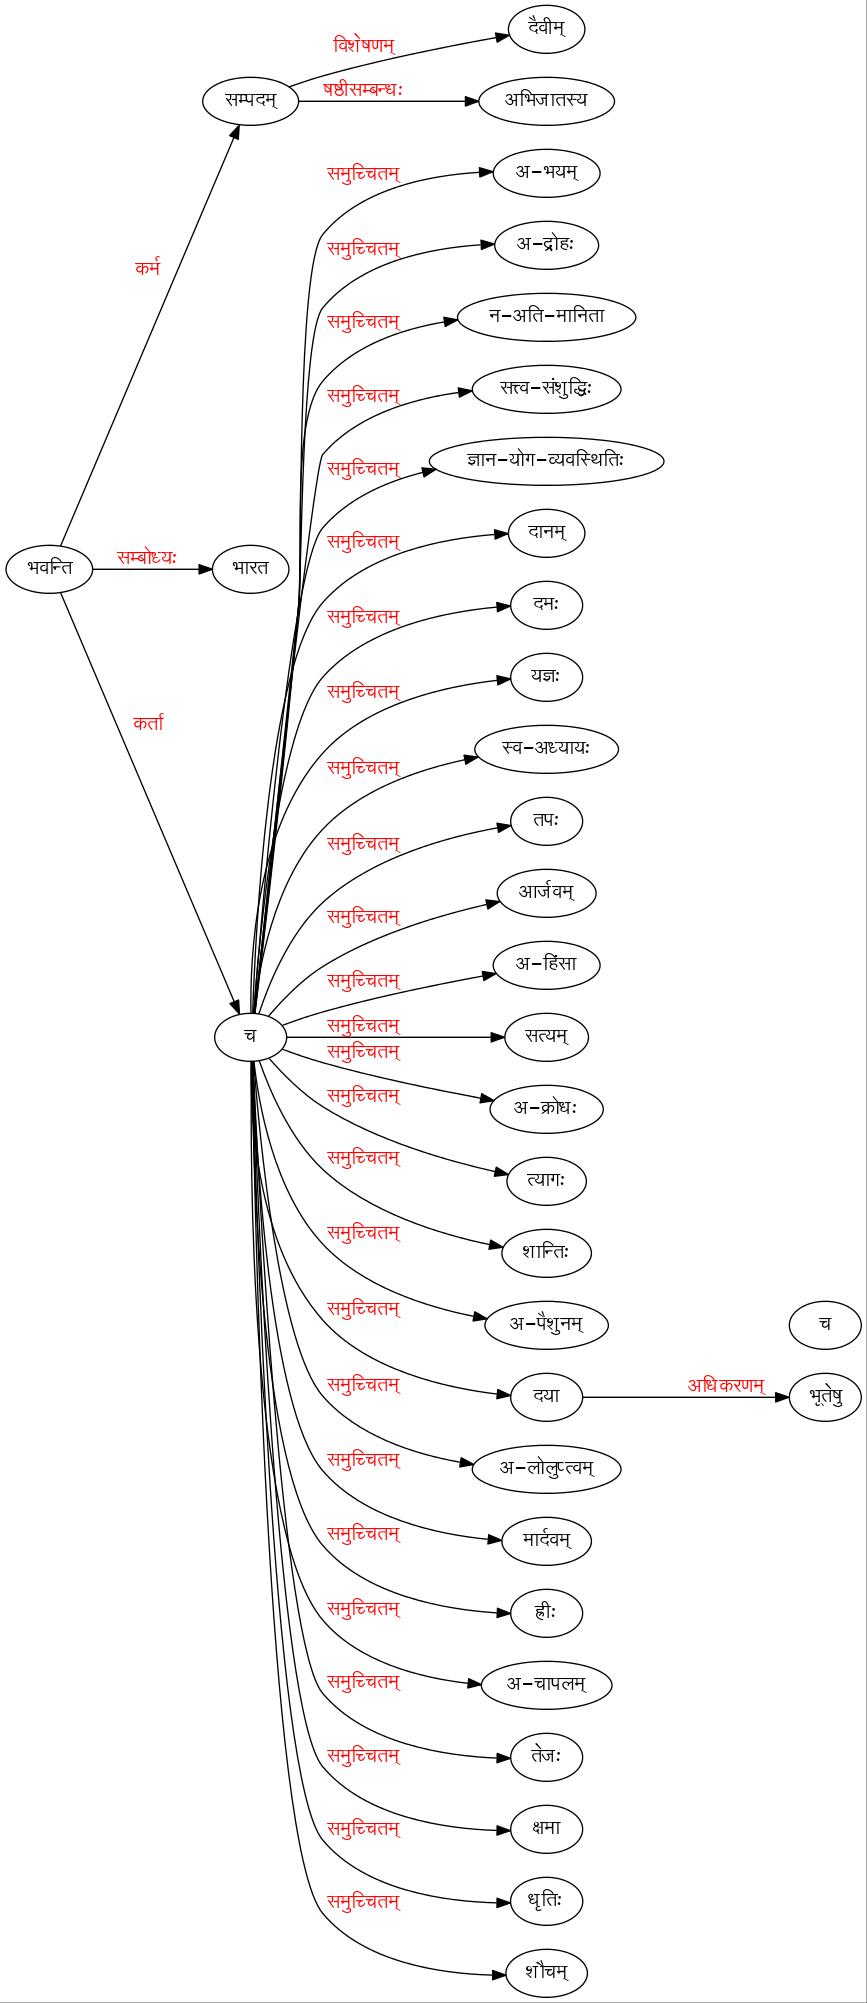 दैवीम्
विशेषणम्
षष्ठीसम्बन्धः
सम्पदम्
अभिजातस्य
समुच्चितम्
अ-भयम्
समुच्चितम्
अ-द्रोहः
कर्म
समुच्चितम्
न-अति-मानिता
समुच्चितम्
सत्त्व-संशुद्धिः
समुच्चितम्
ज्ञान-योग-व्यवस्थितिः
समुच्चितम्
दानम्
भवन्ति
सम्बोध्यः
भारत
समुच्चितम्
दमः
समुच्चितम्
यज्ञः
कर्ता
समुच्चितम्
स्व-अध्यायः
समुच्चितम्
तपः
समुच्चितम्
आर्जवम्
समुच्चितम्
अ-हिंसा
समुच्चितम्
च
सत्यम्
समुच्चितम्
अ-क्रोधः
समुच्चितम्
त्यागः
समुच्चितम्
शान्तिः
समुच्चितम्
अ-पैशुनम्
च
समुच्चितम्
दया
अधिकरणम्
भूतेषु
समुच्चितम्
अ-लोलुप्त्वम्
समुच्चितम्
मार्दवम्
समुच्चितम्
ह्रीः
समुच्चितम्
अ-चापलम्
समुच्चितम्
तेजः
समुच्चितम्
क्षमा
समुच्चितम्
धृतिः
समुच्चितम्
शौचम्